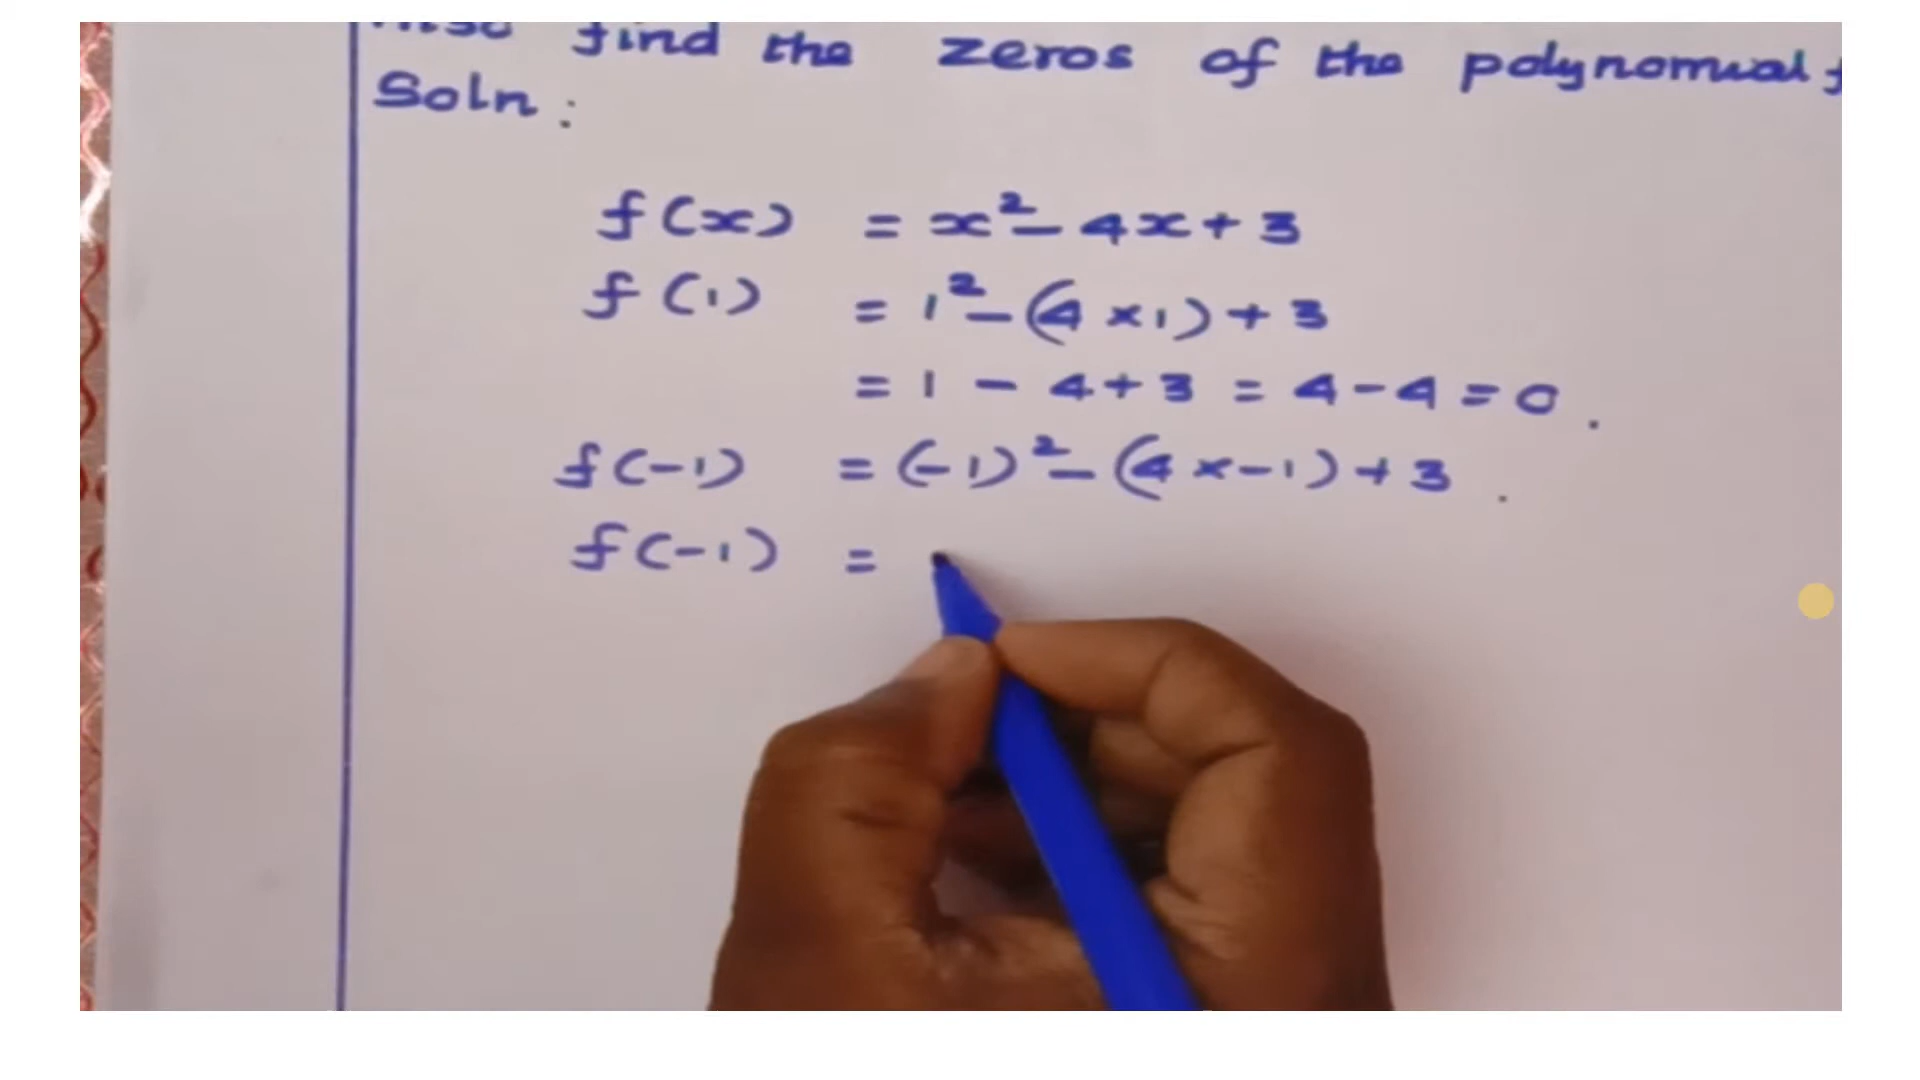 find the zeros of the polynomial
Soln :
f(x) = x² - 4x + 3
f(1) = 1² - (4 × 1) + 3
= 1 - 4 + 3 = 4 - 4 = 0 .
f(-1) = (-1)² - (4 × -1) + 3 .
f(-1) =